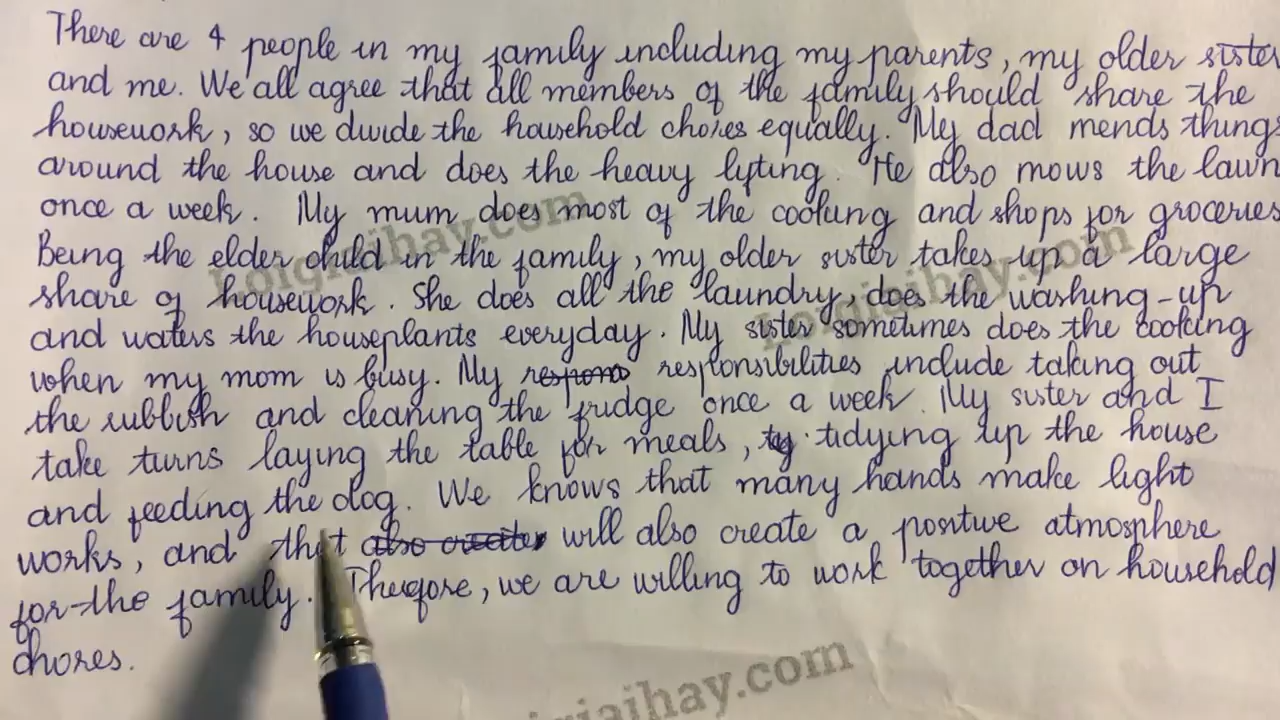 There are 4 people in my family including my parents, my older sister
and me. We all agree that all members of the family should share the
housework, so we divide the household chores equally. My dad mends things
around the house and does the heavy lifting. He also mows the lawn
once a week. My mum does most of the cooking and shops for groceries
Being the elder child in the family, my older sister takes up a large
share of housework. She does all the laundry, does the washing-up
and waters the houseplants everyday. My sister sometimes does the cooking
when my mom is busy. My respons responsibilities include taking out
the rubbish and cleaning the fridge once a week. My sister and I
take turns laying the table for meals, ty tidying up the house
and feeding the dog. We knows that many hands make light
works, and that also creates will also create a positive atmosphere
for the family. Therefore, we are willing to work together on household
chores.
Loigiaihay.com
Loigiaihay.com
Loigiaihay.com